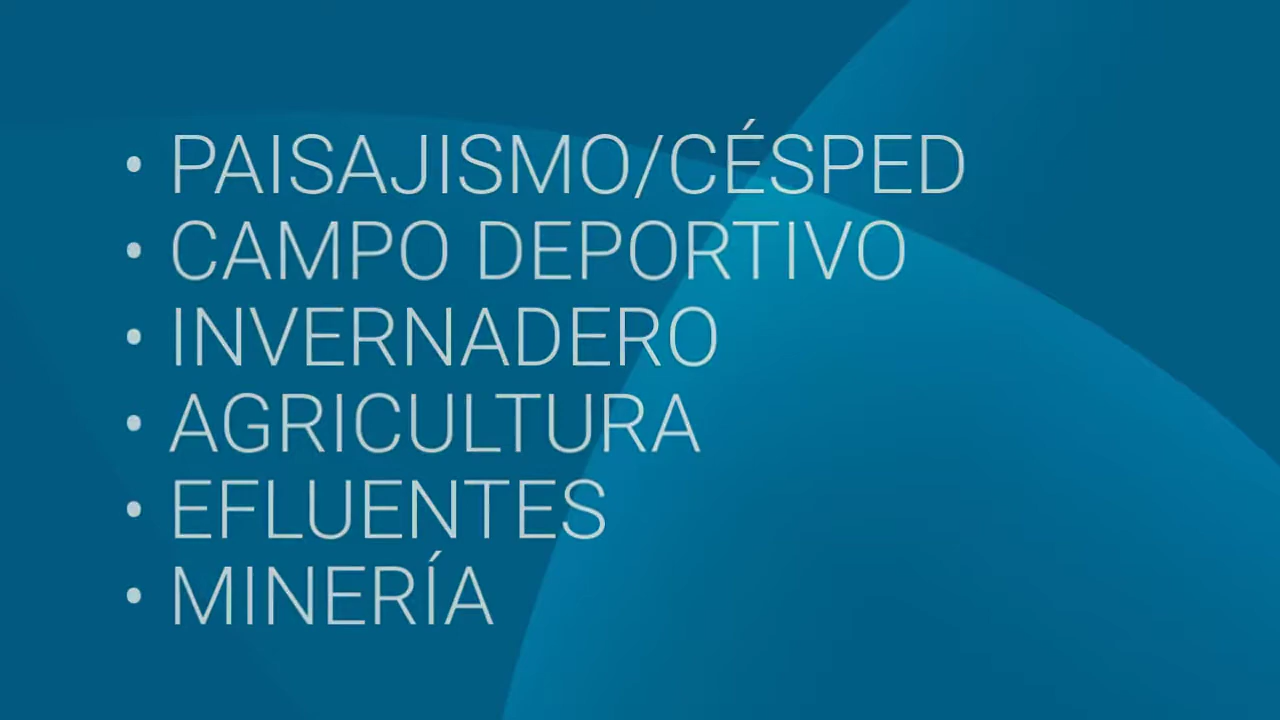 • PAISAJISMO/CÉSPED
• CAMPO DEPORTIVO
• INVERNADERO
• AGRICULTURA
• EFLUENTES
• MINERÍA